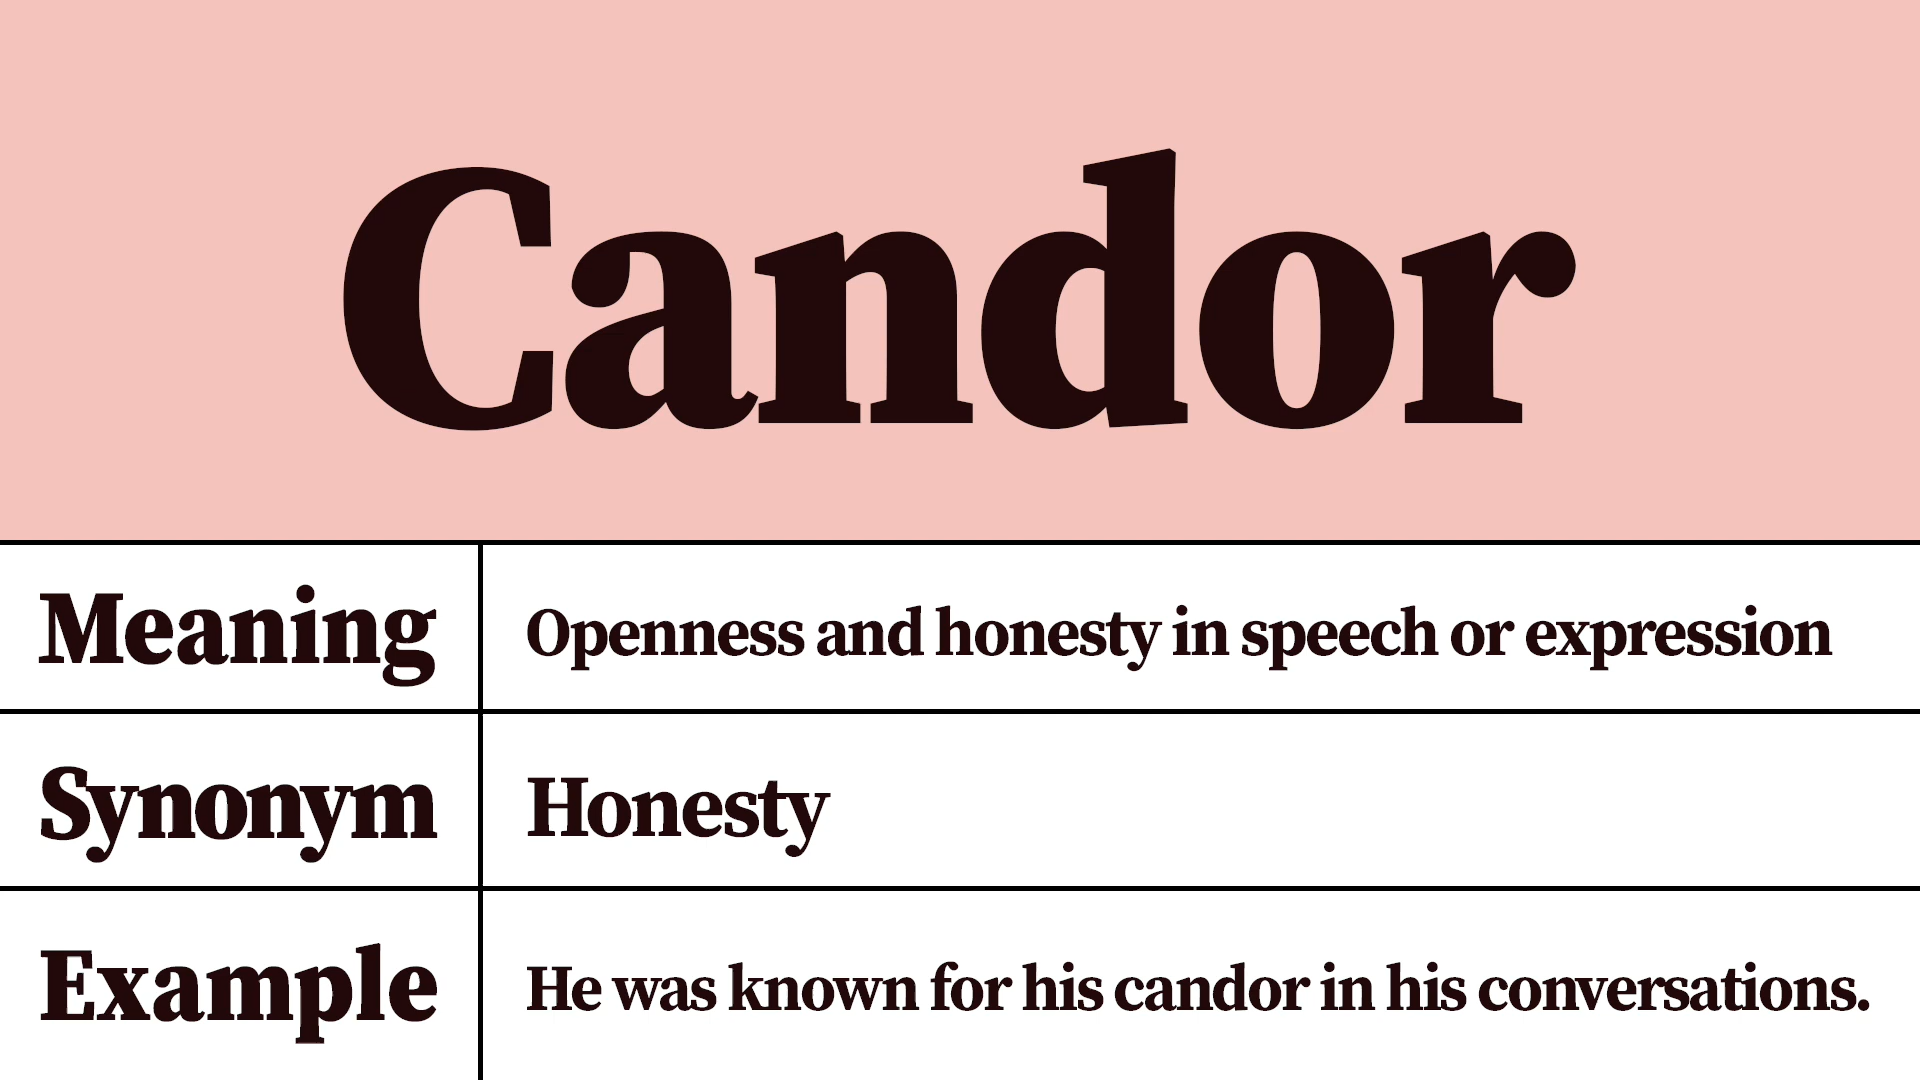 Candor
Meaning
Openness and honesty in speech or expression
Synonym
Honesty
Example
He was known for his candor in his conversations.